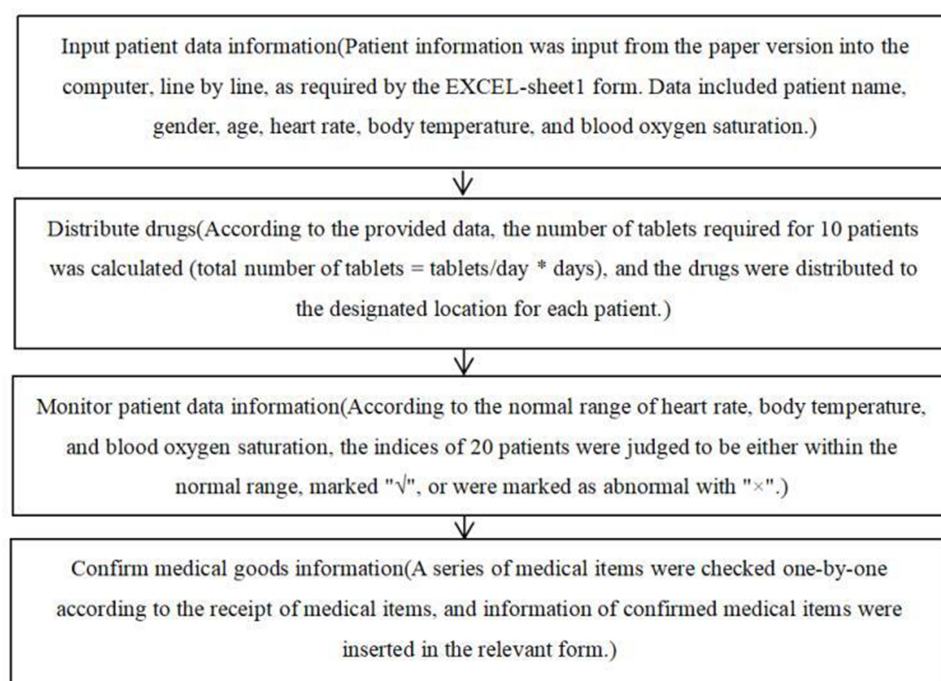 Input patient data information(Patient information was input from the paper version into the
computer, line by line, as required by the EXCEL-sheet1 form. Data included patient name,
gender, age, heart rate, body temperature, and blood oxygen saturation.)
Distribute drugs(According to the provided data, the number of tablets required for 10 patients
was calculated (total number of tablets = tablets/day * days), and the drugs were distributed to
the designated location for each patient.)
Monitor patient data information(According to the normal range of heart rate, body temperature,
and blood oxygen saturation, the indices of 20 patients were judged to be either within the
normal range, marked "√", or were marked as abnormal with "×".)
Confirm medical goods information(A series of medical items were checked one-by-one
according to the receipt of medical items, and information of confirmed medical items were
inserted in the relevant form.)